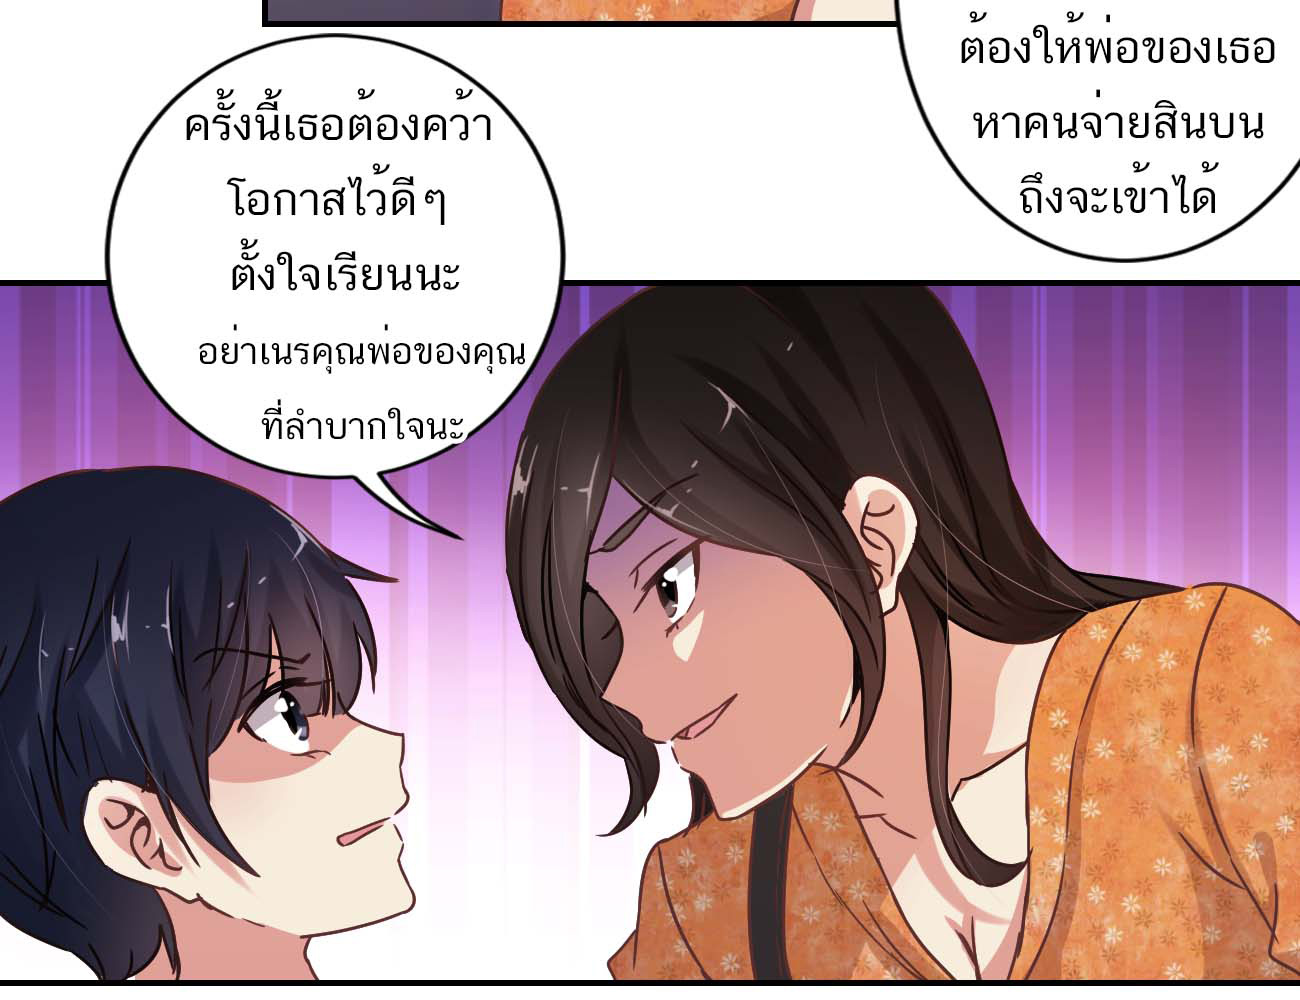 ต้องให้พ่อของเธอ
หาคนจ่ายสินบน
ถึงจะเข้าได้
ครั้งนี้เธอต้องคว้า
โอกาสไว้ดีๆ
ตั้งใจเรียนนะ
อย่าเนรคุณพ่อของคุณ
ที่ลำบากใจนะ